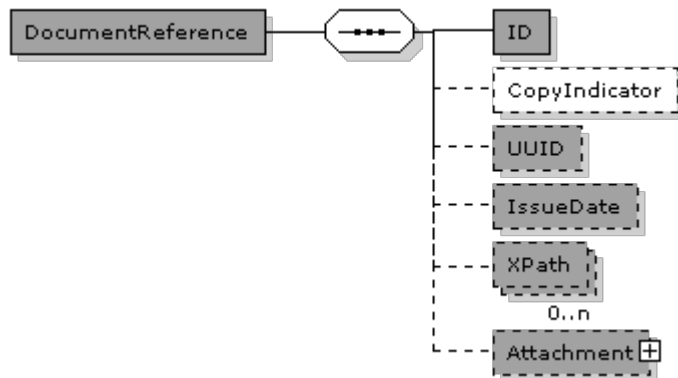 DocumentReference
ID
CopyIndicator
UUID
IssueDate
XPath
0..n
Attachment